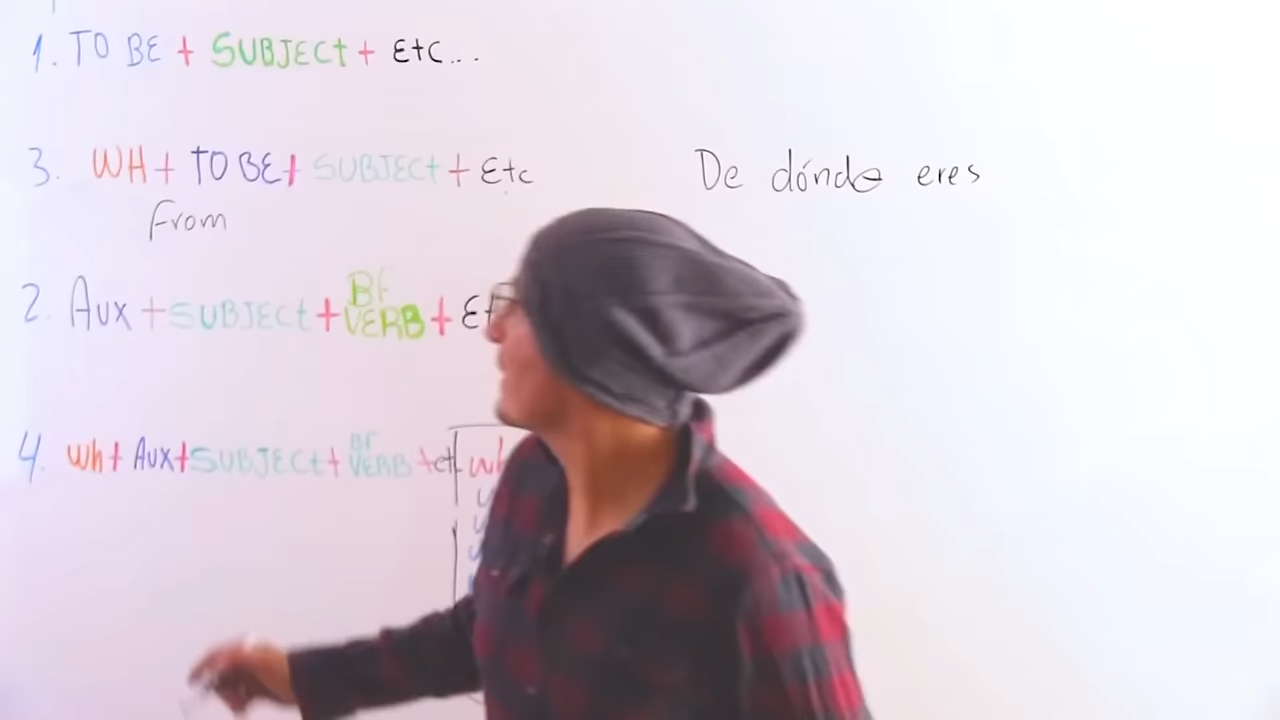 1. TO BE + SUBJECT + Etc...
3. WH + TO BE + SUBJECT + Etc
De dónde eres
from
BF
2. Aux + SUBJECT + VERB +
BF
4. Wh + Aux + SUBJECT + VERB + et